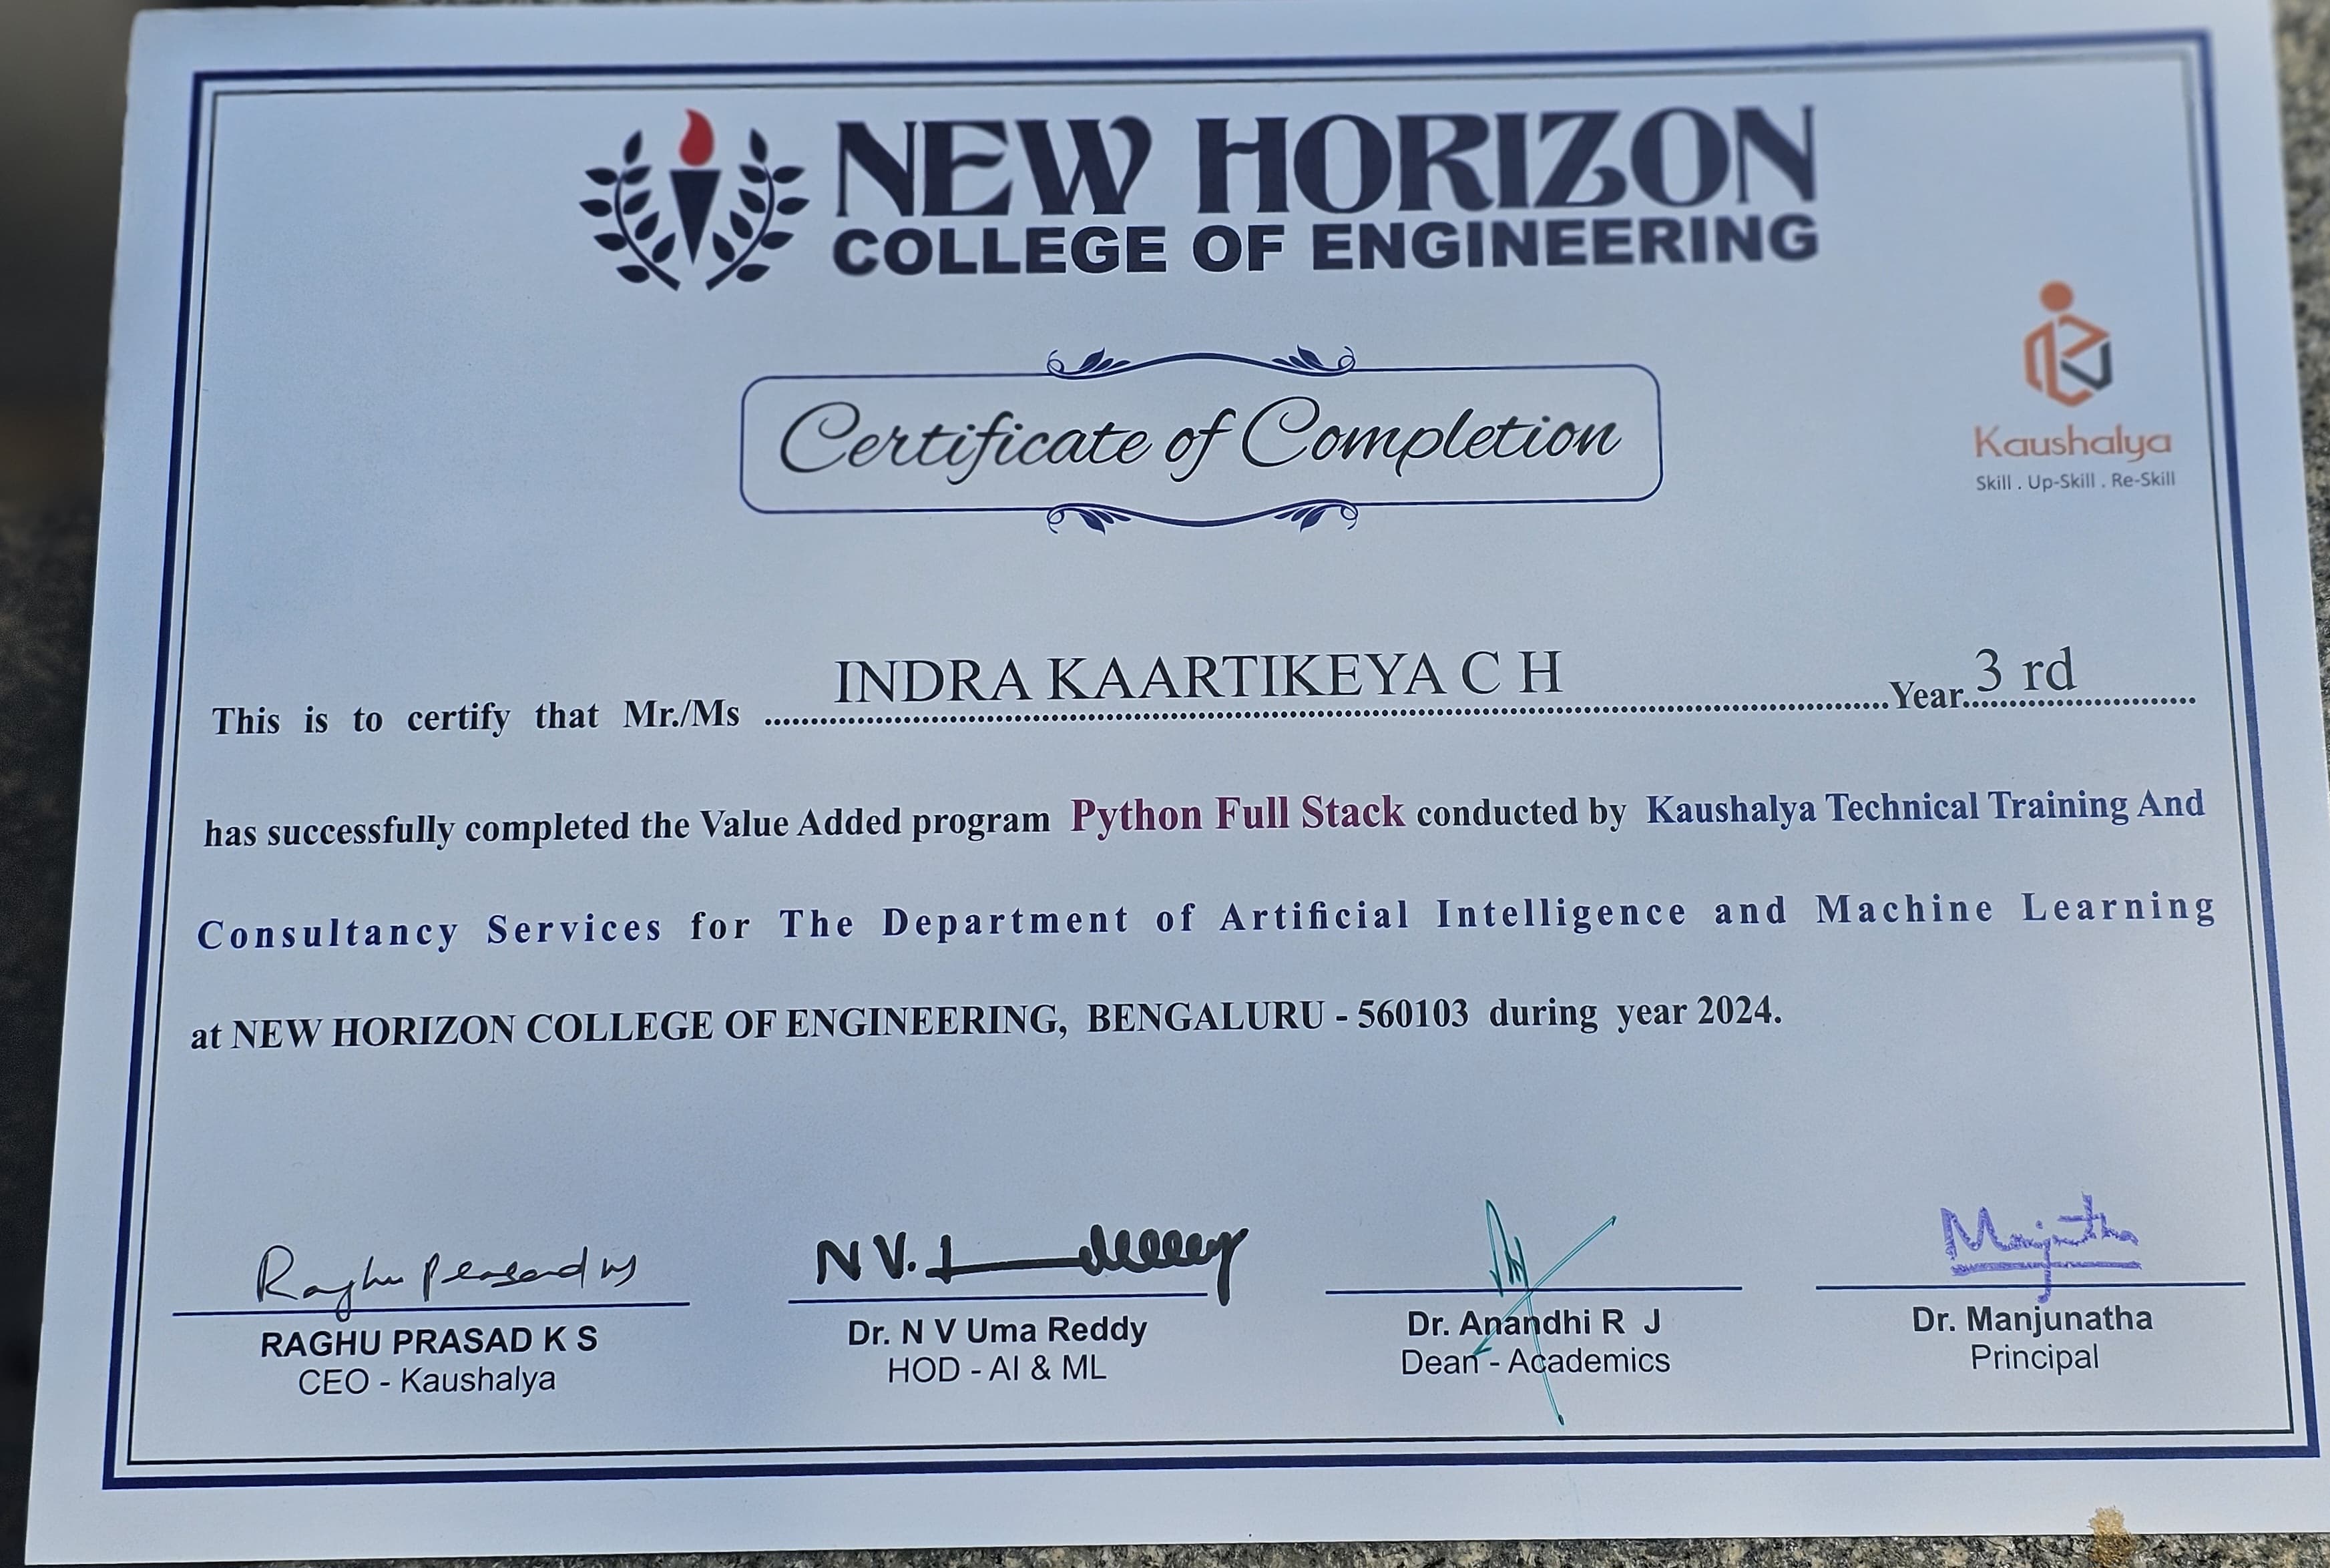 NEW HORIZON
COLLEGE OF ENGINEERING
Certificate of Completion
Kaushalya
Skill . Up-Skill . Re-Skill
This is to certify that Mr./Ms INDRA KAARTIKEYA C H Year 3 rd
has successfully completed the Value Added program Python Full Stack conducted by Kaushalya Technical Training And
Consultancy Services for The Department of Artificial Intelligence and Machine Learning
at NEW HORIZON COLLEGE OF ENGINEERING, BENGALURU - 560103 during year 2024.
Raghu Prasad KS
N V.
Manjunatha
RAGHU PRASAD K S
CEO - Kaushalya
Dr. N V Uma Reddy
HOD - AI & ML
Dr. Anandhi R J
Dean - Academics
Dr. Manjunatha
Principal